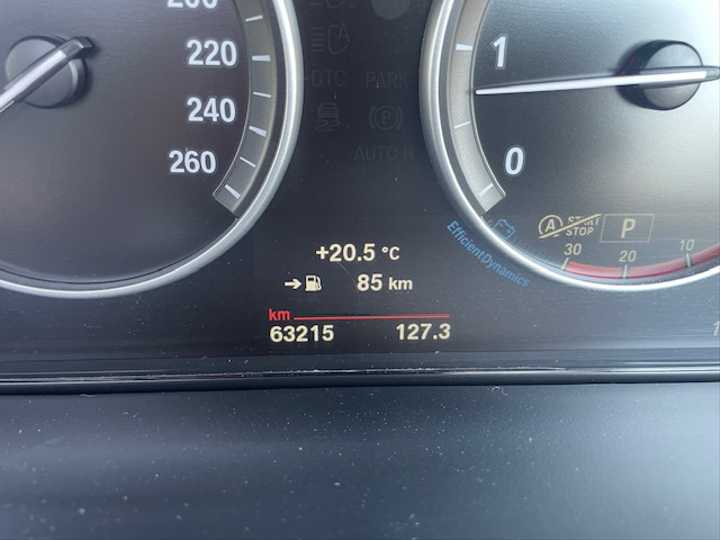 220
240
260
DTC
PARK
AUTO H
+20.5 °C
85 km
km
63215 127.3
1
0
A START STOP
P
EfficientDynamics
30 20 10